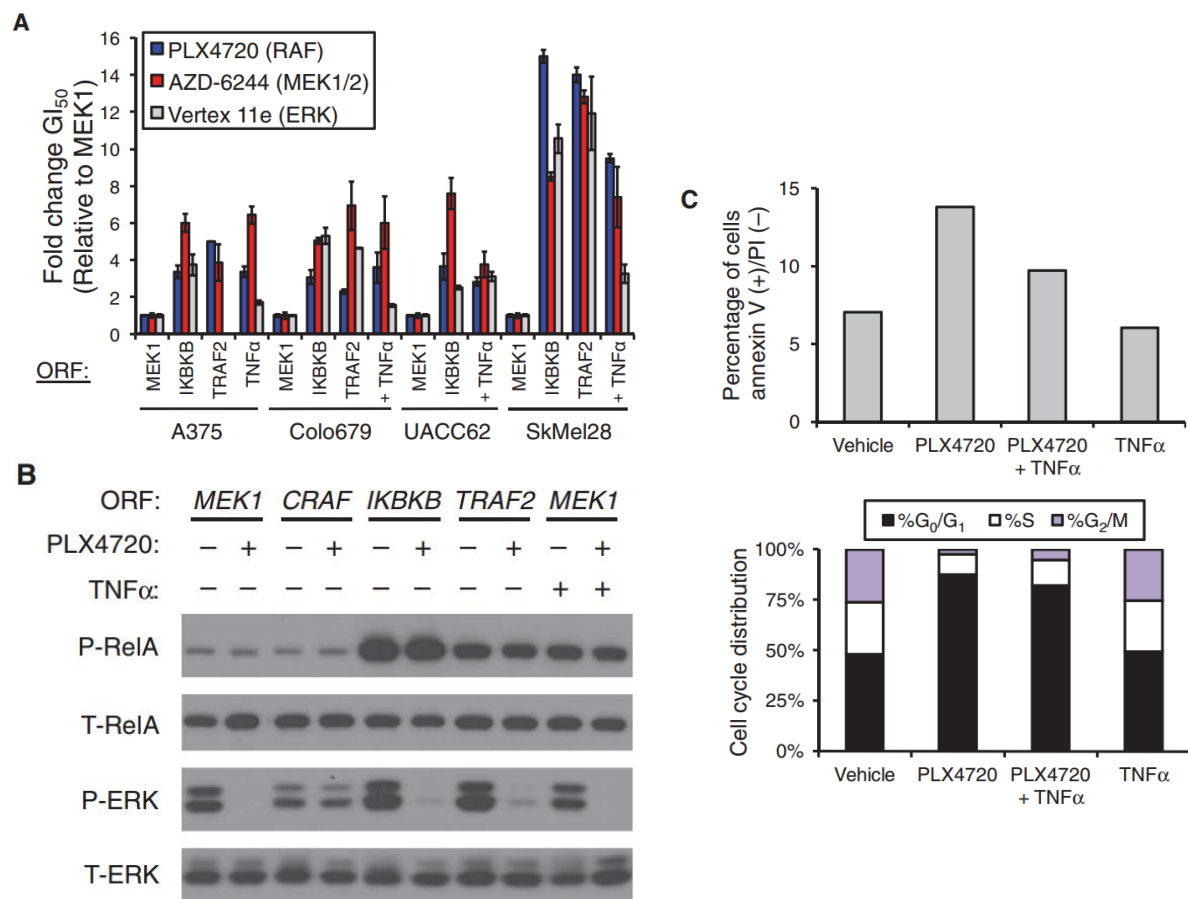 A
Fold change GI50
(Relative to MEK1)
16
14
12
10
8
6
4
2
0
PLX4720 (RAF)
AZD-6244 (MEK1/2)
Vertex 11e (ERK)
ORF:
MEK1
IKBKB
TRAF2
TNFα
MEK1
IKBKB
TRAF2
+ TNFα
MEK1
IKBKB
+ TNFα
MEK1
IKBKB
TRAF2
+ TNFα
A375 Colo679 UACC62 SkMel28
B
ORF: MEK1 CRAF IKBKB TRAF2 MEK1
PLX4720: – + – + – + – + – +
TNFα: – – – – – – – – + +
P-RelA
T-RelA
P-ERK
T-ERK
C
Percentage of cells
annexin V (+)/PI (–)
15
10
5
0
Vehicle PLX4720 PLX4720 TNFα
+ TNFα
%G0/G1 %S %G2/M
Cell cycle distribution
100%
75%
50%
25%
0%
Vehicle PLX4720 PLX4720 TNFα
+ TNFα